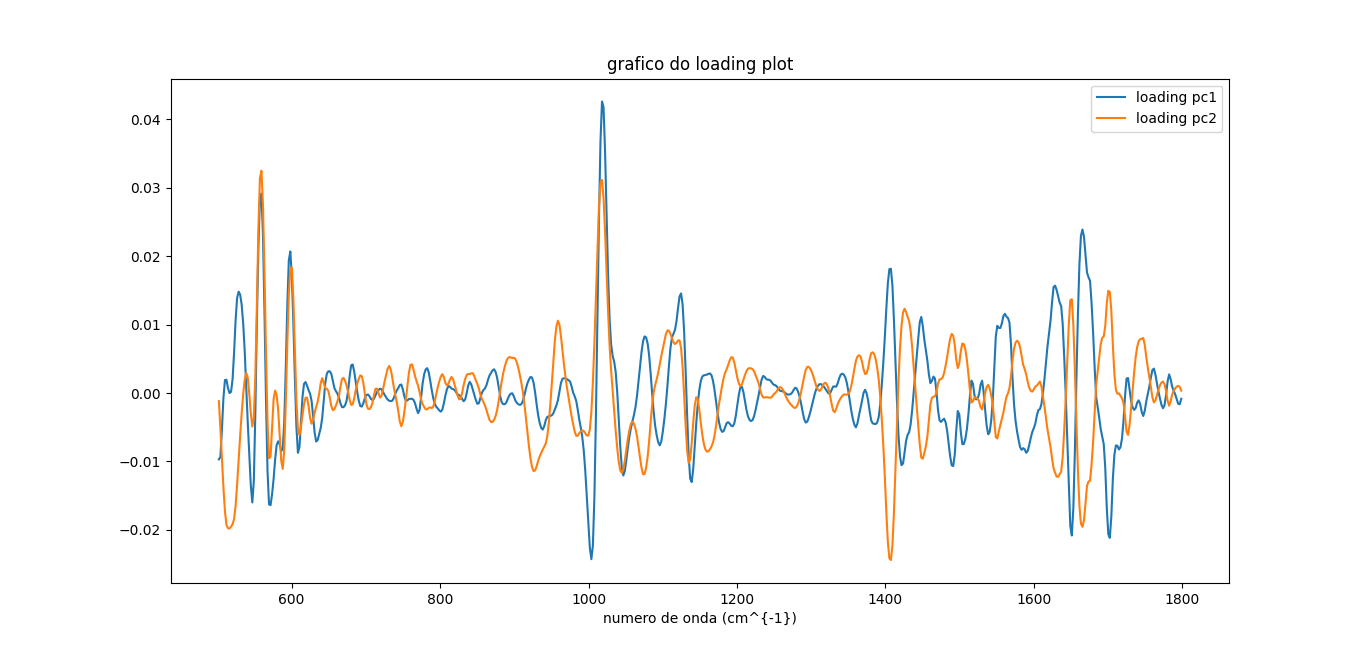 grafico do loading plot
loading pc1
loading pc2
0.04
0.03
0.02
0.01
0.00
−0.01
−0.02
600 800 1000 1200 1400 1600 1800
numero de onda (cm^{-1})